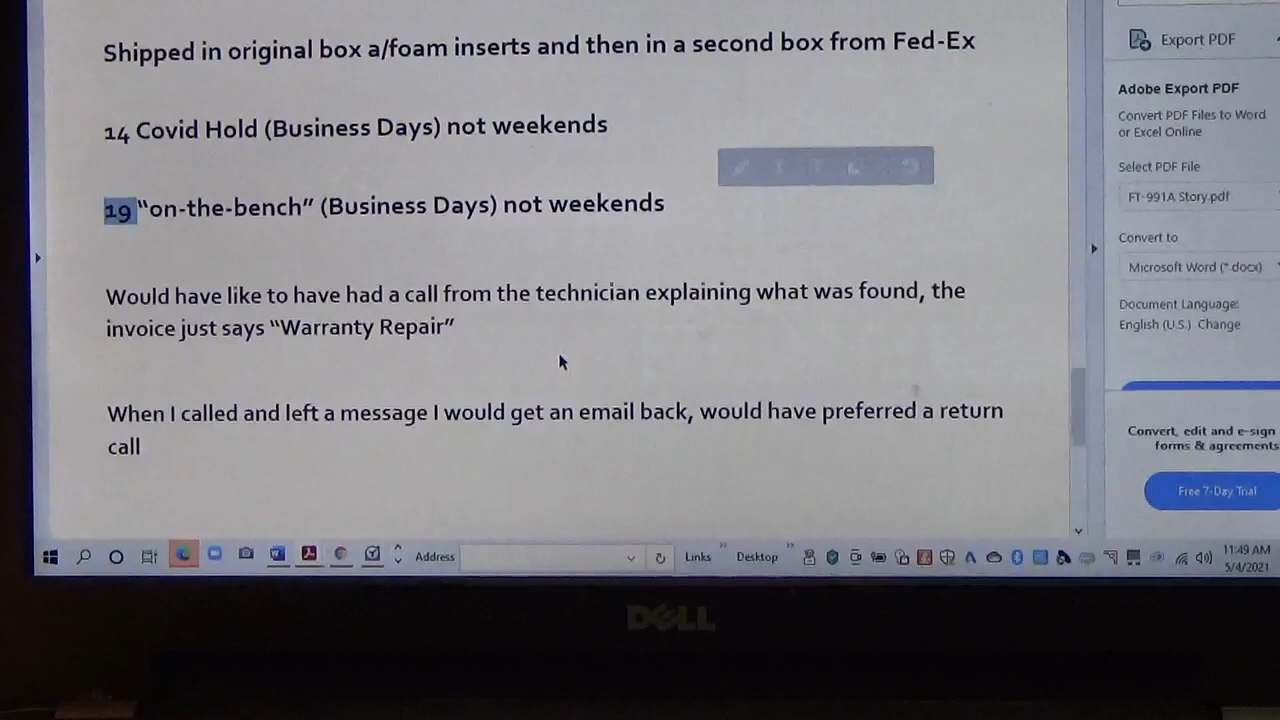 Shipped in original box a/foam inserts and then in a second box from Fed-Ex
14 Covid Hold (Business Days) not weekends
19 “on-the-bench” (Business Days) not weekends
Would have like to have had a call from the technician explaining what was found, the
invoice just says “Warranty Repair”
When I called and left a message I would get an email back, would have preferred a return
call
Export PDF
Adobe Export PDF
Convert PDF Files to Word
or Excel Online
Select PDF File
FT-991A Story.pdf
Convert to
Microsoft Word (*.docx)
Document Language:
English (U.S.) Change
Convert, edit and e-sign
forms & agreements
Free 7-Day Trial
Address
Links
Desktop
11:49 AM
5/4/2021
DELL